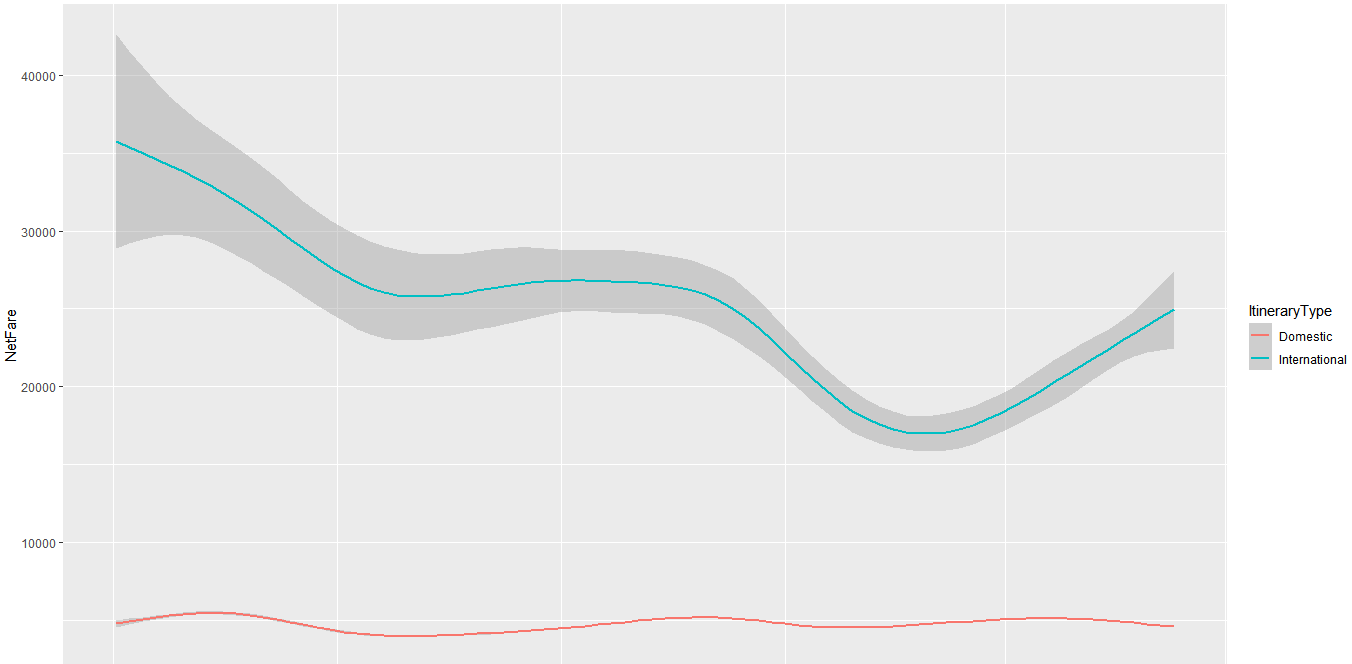 NetFare
40000
30000
20000
10000
ItineraryType
Domestic
International